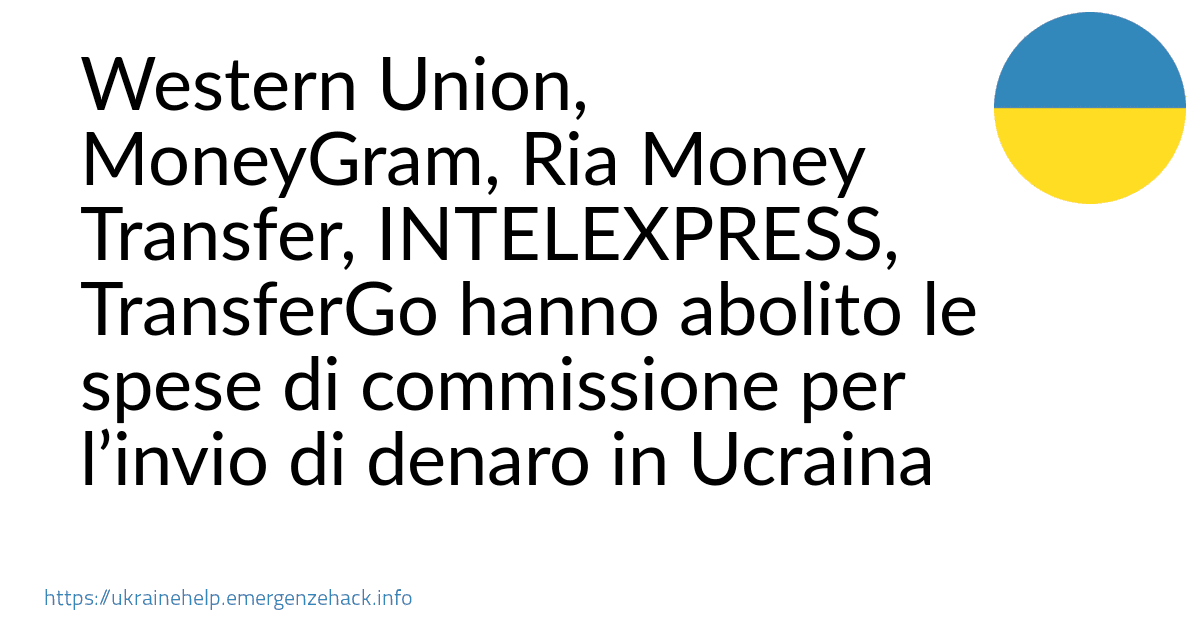 Western Union,
MoneyGram, Ria Money
Transfer, INTELEXPRESS,
TransferGo hanno abolito le
spese di commissione per
l’invio di denaro in Ucraina
https://ukrainehelp.emergenzehack.info